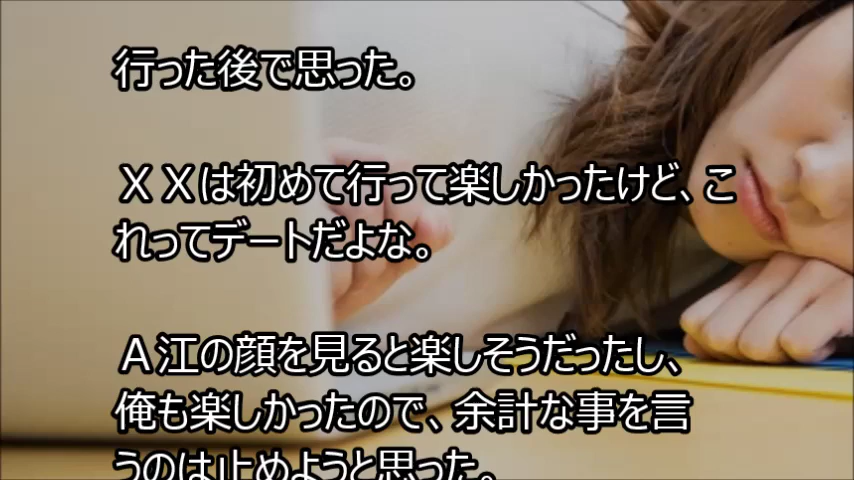 行った後で思った。
ＸＸは初めて行って楽しかったけど、こ
れってデートだよな。
Ａ江の顔を見ると楽しそうだったし、
俺も楽しかったので、余計な事を言
うのは止めようと思った。